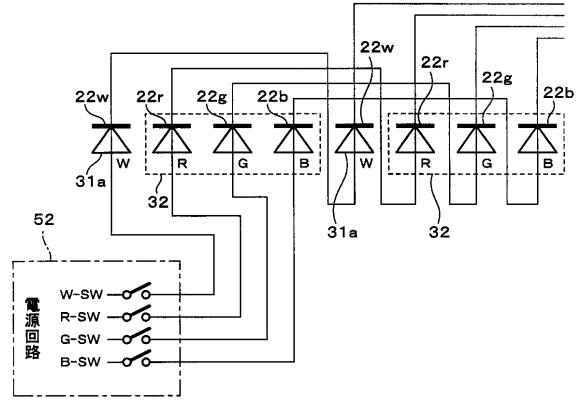 22w 22r 22g 22b 22w 22r 22g 22b
W R G B W R G B
31a 32 31a 32
52
電源回路
W-SW
R-SW
G-SW
B-SW